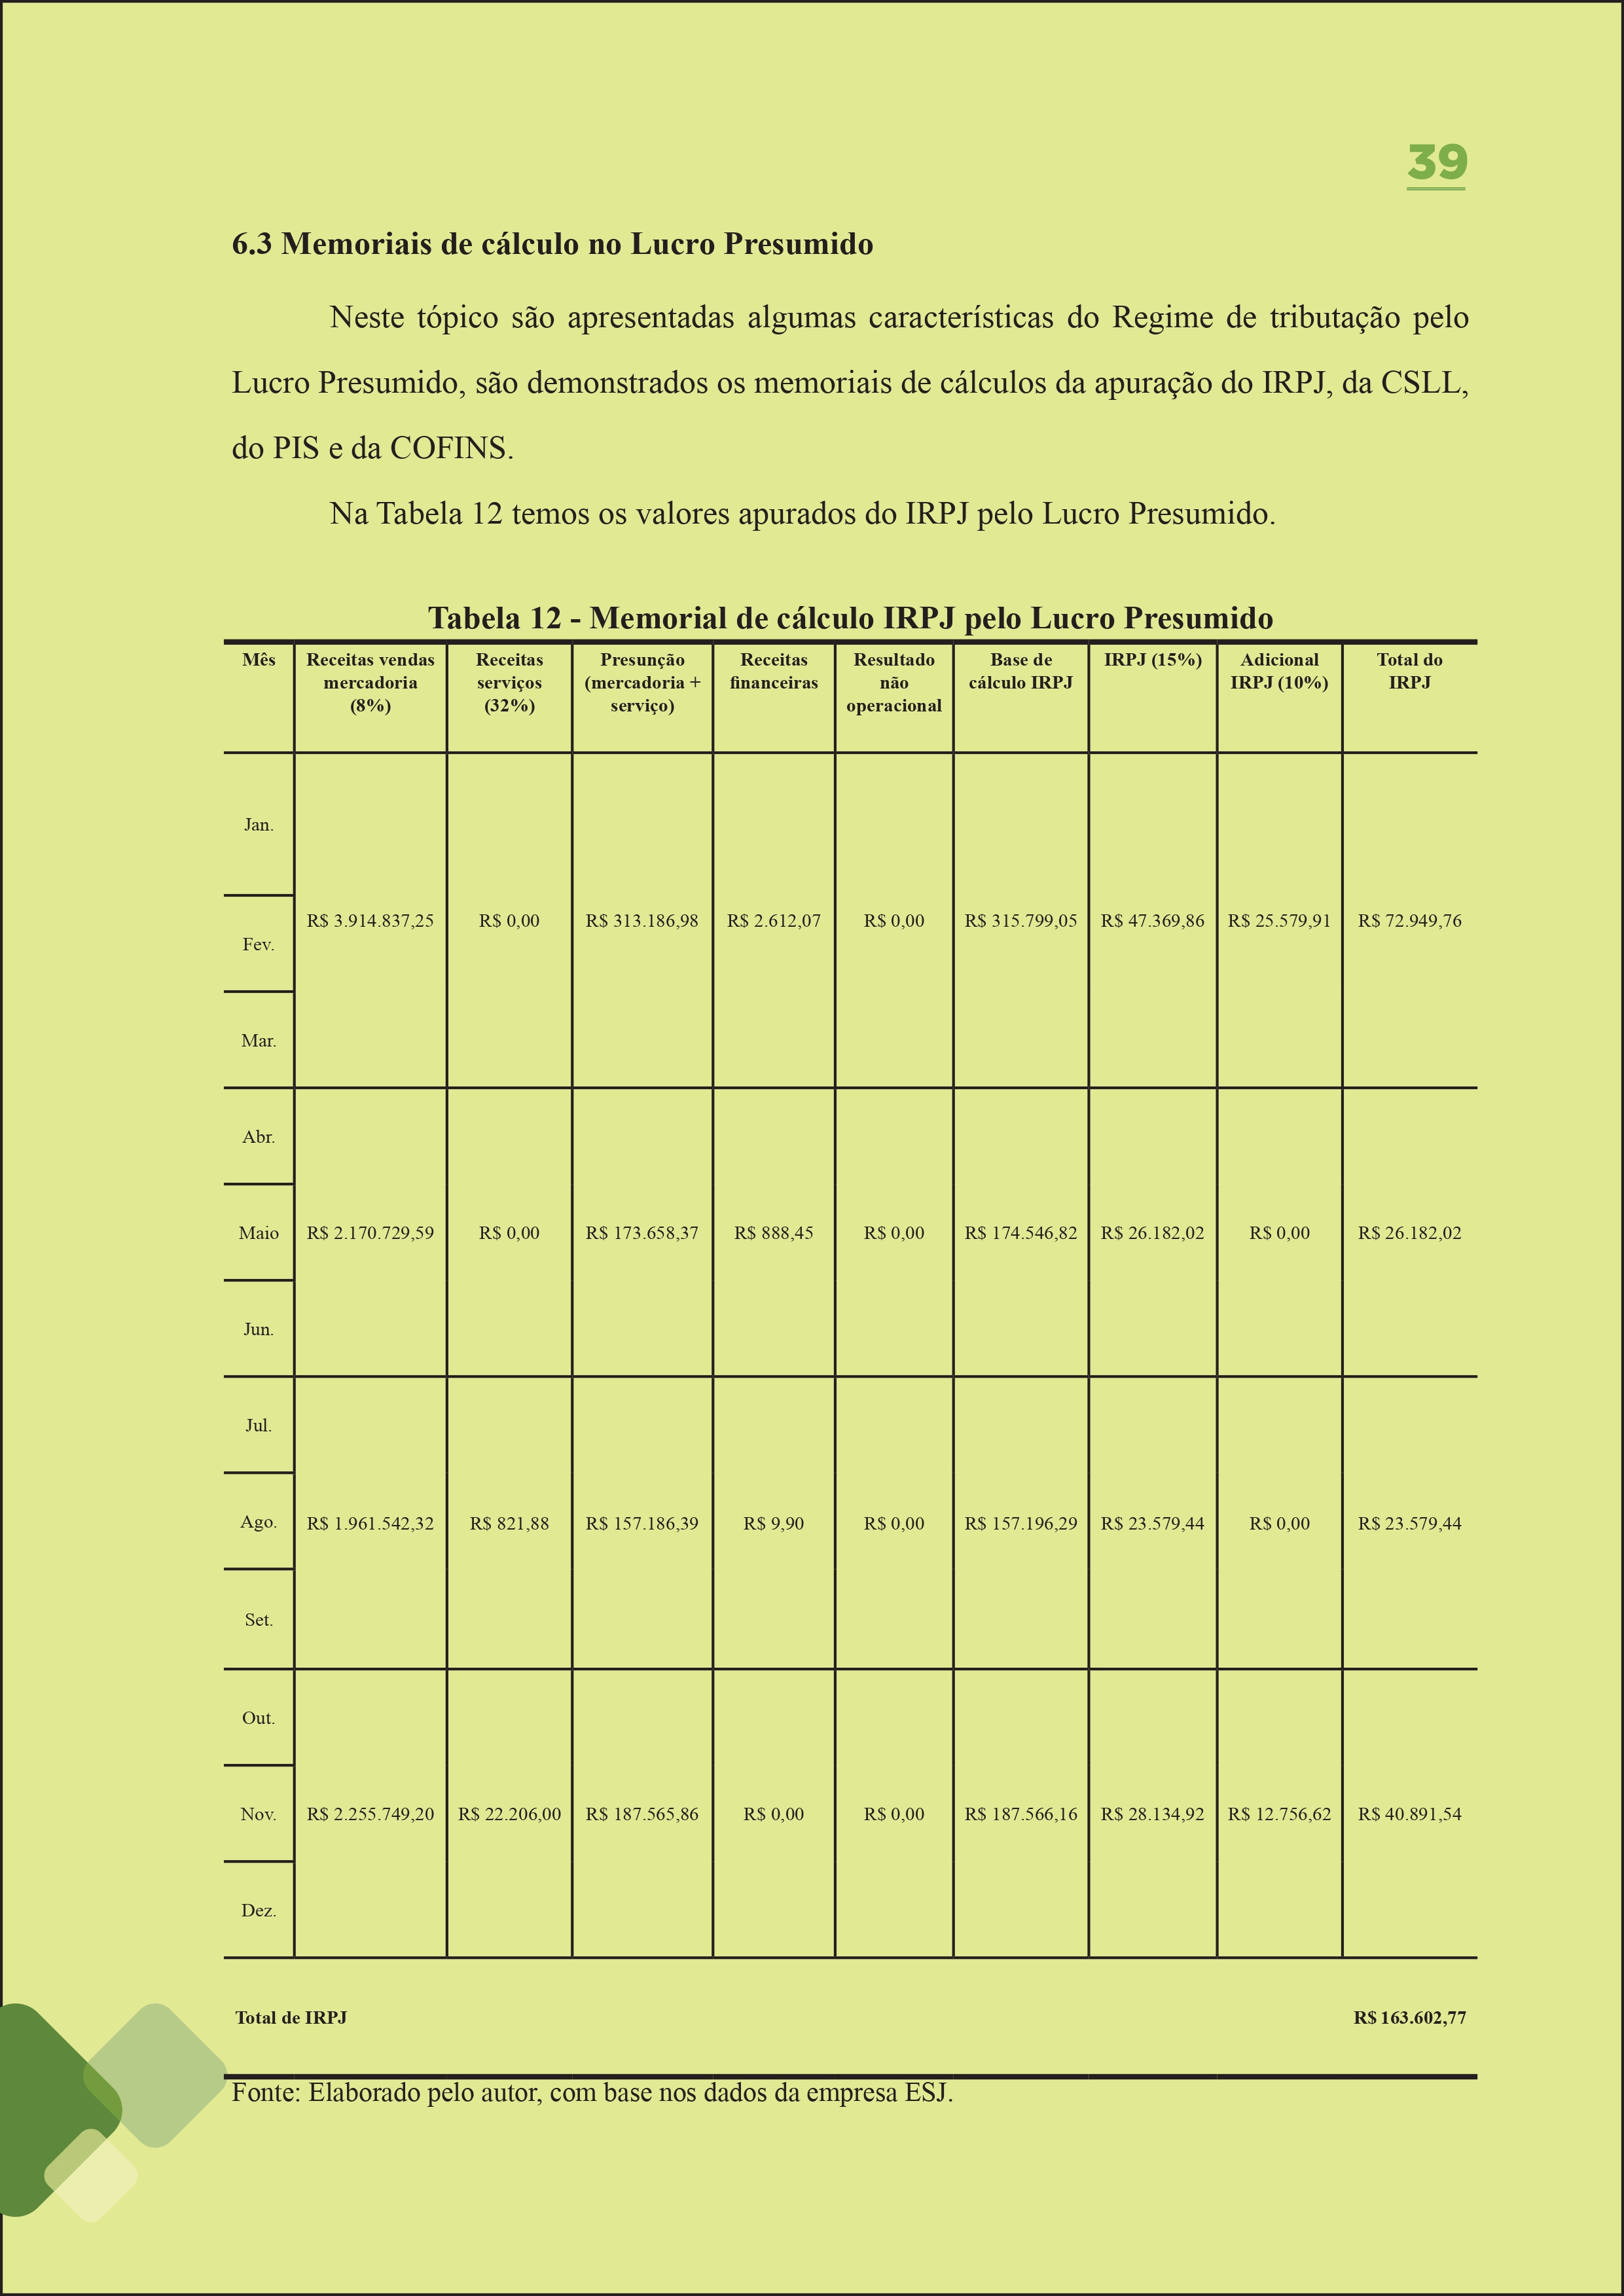 39
6.3 Memoriais de cálculo no Lucro Presumido
Neste tópico são apresentadas algumas características do Regime de tributação pelo
Lucro Presumido, são demonstrados os memoriais de cálculos da apuração do IRPJ, da CSLL,
do PIS e da COFINS.
Na Tabela 12 temos os valores apurados do IRPJ pelo Lucro Presumido.
Tabela 12 - Memorial de cálculo IRPJ pelo Lucro Presumido
Mês Receitas vendas mercadoria (8%) Receitas serviços (32%) Presunção (mercadoria + serviço) Receitas financeiras Resultado não operacional Base de cálculo IRPJ IRPJ (15%) Adicional IRPJ (10%) Total do IRPJ
Jan.
Fev.
Mar.
R$ 3.914.837,25 R$ 0,00 R$ 313.186,98 R$ 2.612,07 R$ 0,00 R$ 315.799,05 R$ 47.369,86 R$ 25.579,91 R$ 72.949,76
Abr.
Maio R$ 2.170.729,59 R$ 0,00 R$ 173.658,37 R$ 888,45 R$ 0,00 R$ 174.546,82 R$ 26.182,02 R$ 0,00 R$ 26.182,02
Jun.
Jul.
Ago. R$ 1.961.542,32 R$ 821,88 R$ 157.186,39 R$ 9,90 R$ 0,00 R$ 157.196,29 R$ 23.579,44 R$ 0,00 R$ 23.579,44
Set.
Out.
Nov. R$ 2.255.749,20 R$ 22.206,00 R$ 187.565,86 R$ 0,00 R$ 0,00 R$ 187.566,16 R$ 28.134,92 R$ 12.756,62 R$ 40.891,54
Dez.
Total de IRPJ R$ 163.602,77
Fonte: Elaborado pelo autor, com base nos dados da empresa ESJ.